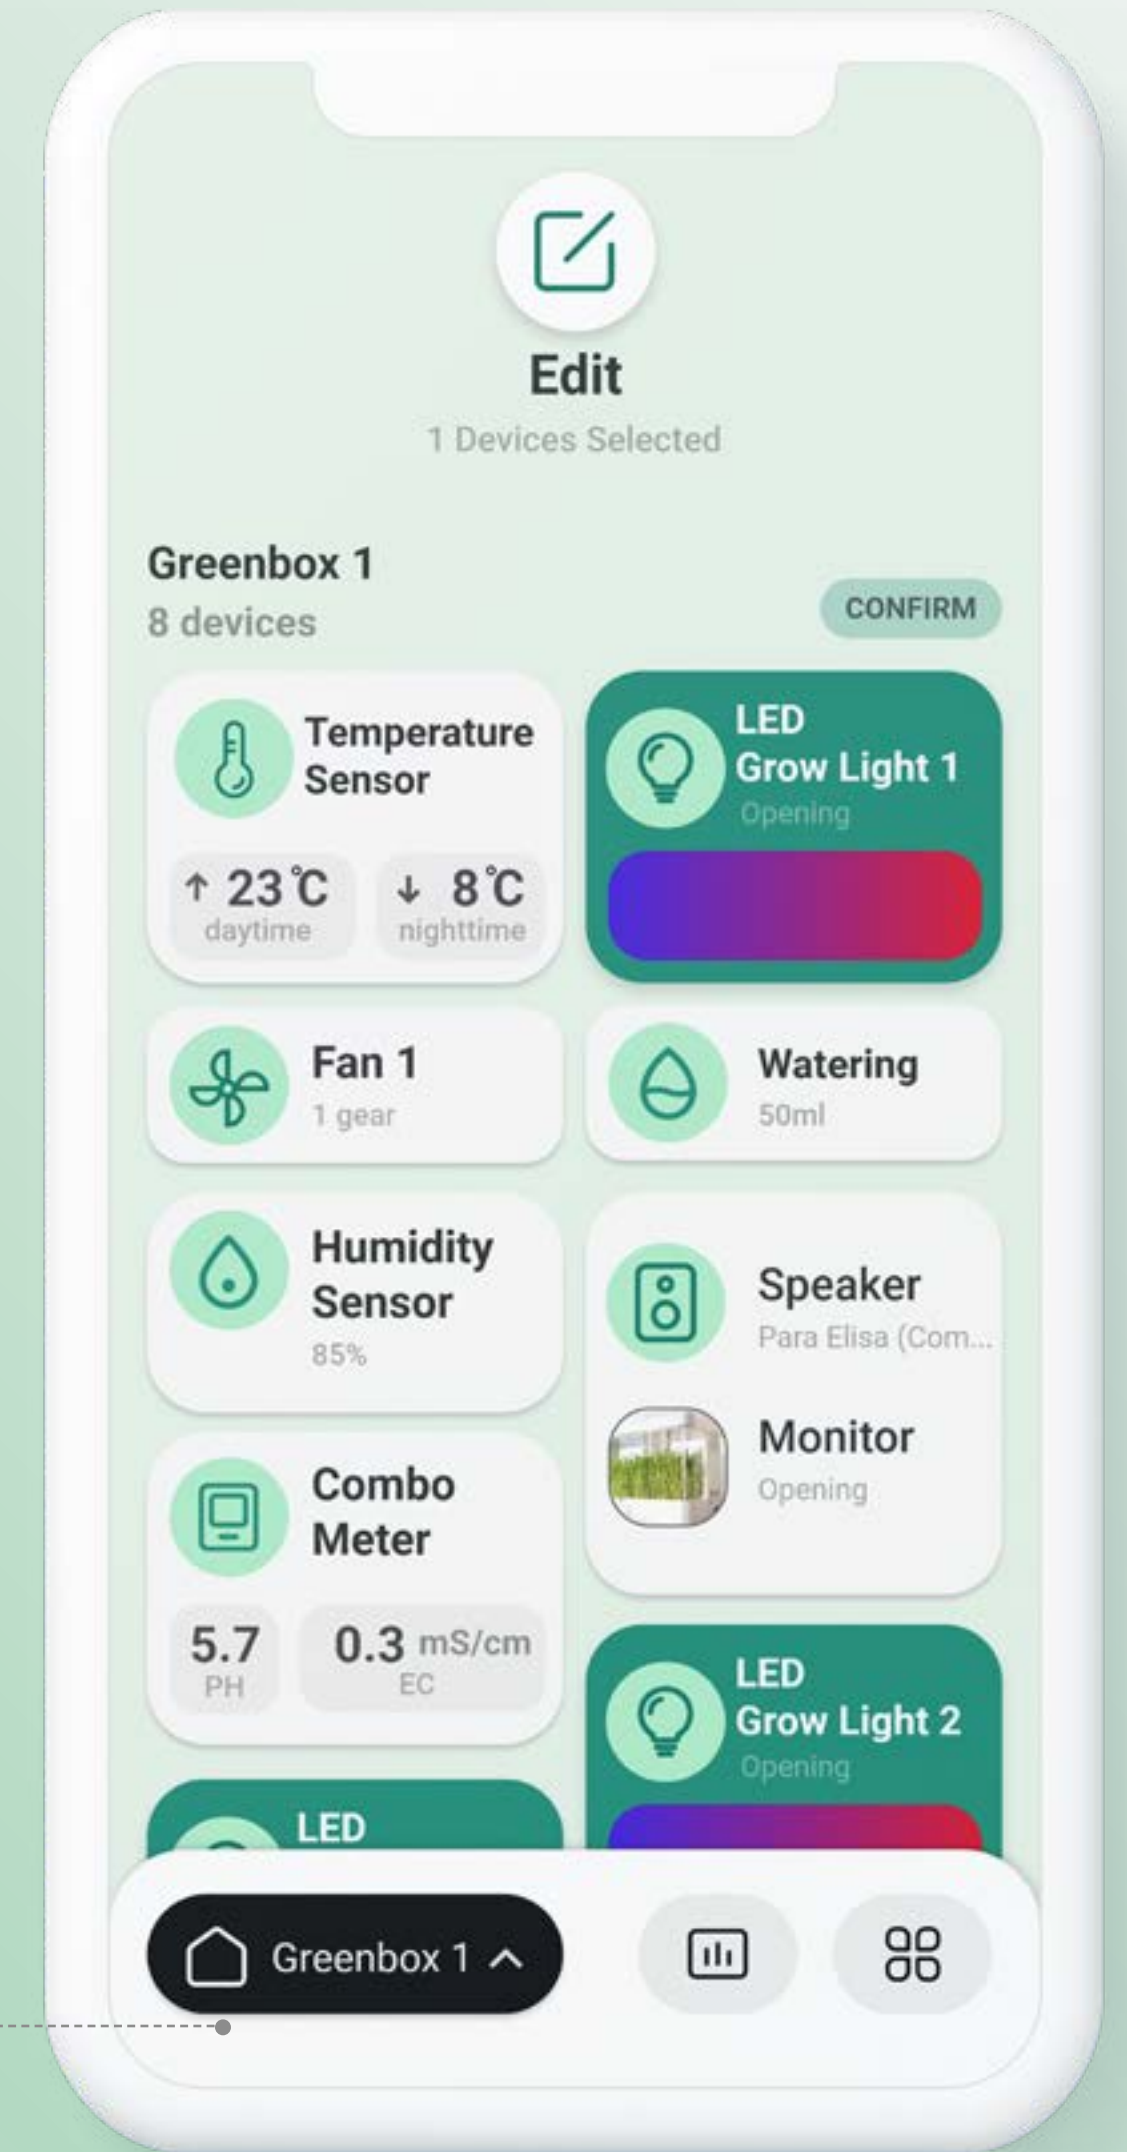 Edit
1 Devices Selected
Greenbox 1
8 devices
CONFIRM
Temperature
Sensor
↑ 23℃
daytime
↓ 8℃
nighttime
LED
Grow Light 1
Opening
Fan 1
1 gear
Watering
50ml
Humidity
Sensor
85%
Speaker
Para Elisa (Com...
Monitor
Opening
Combo
Meter
5.7
PH
0.3 mS/cm
EC
LED
Grow Light 2
Opening
LED
Greenbox 1